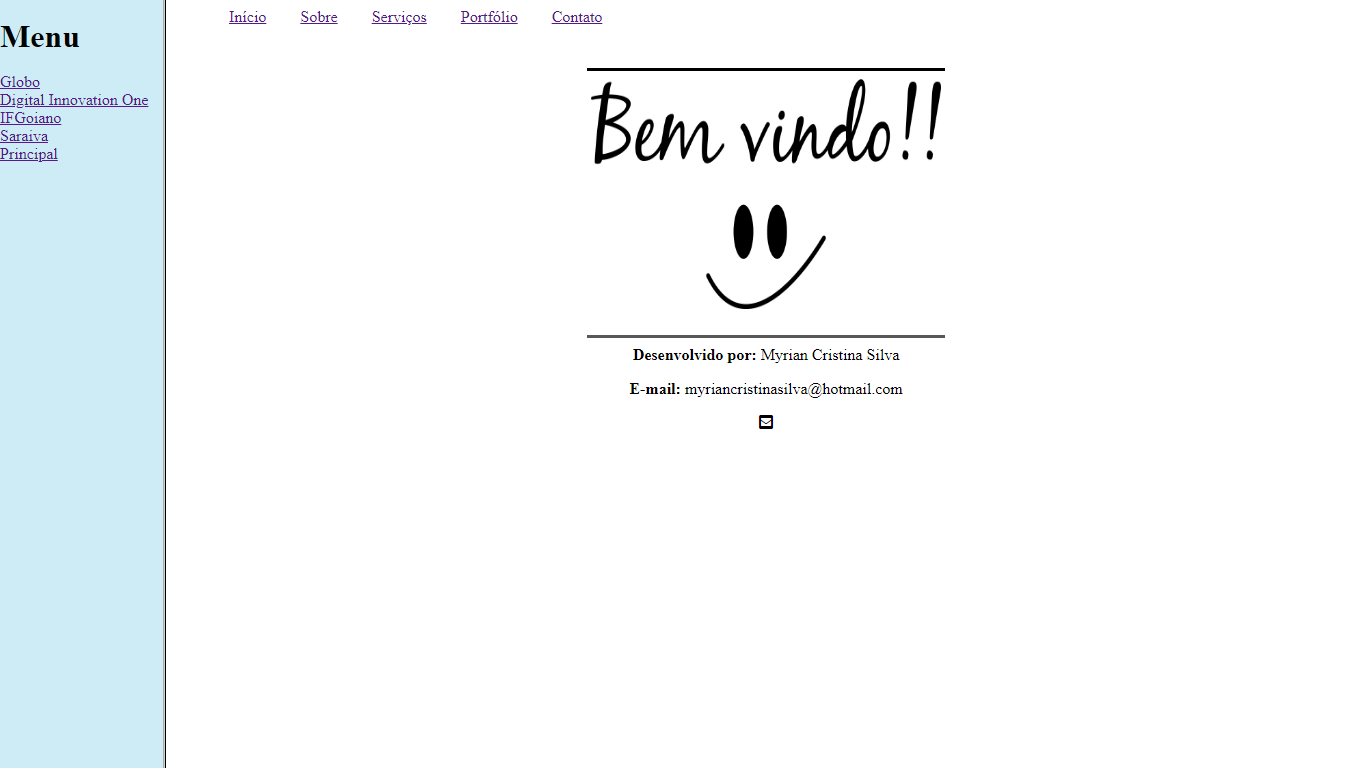 Menu
Globo
Digital Innovation One
IFGoiano
Saraiva
Principal
Início Sobre Serviços Portfólio Contato
Bem vindo!!
Desenvolvido por: Myrian Cristina Silva
E-mail: myriancristinasilva@hotmail.com